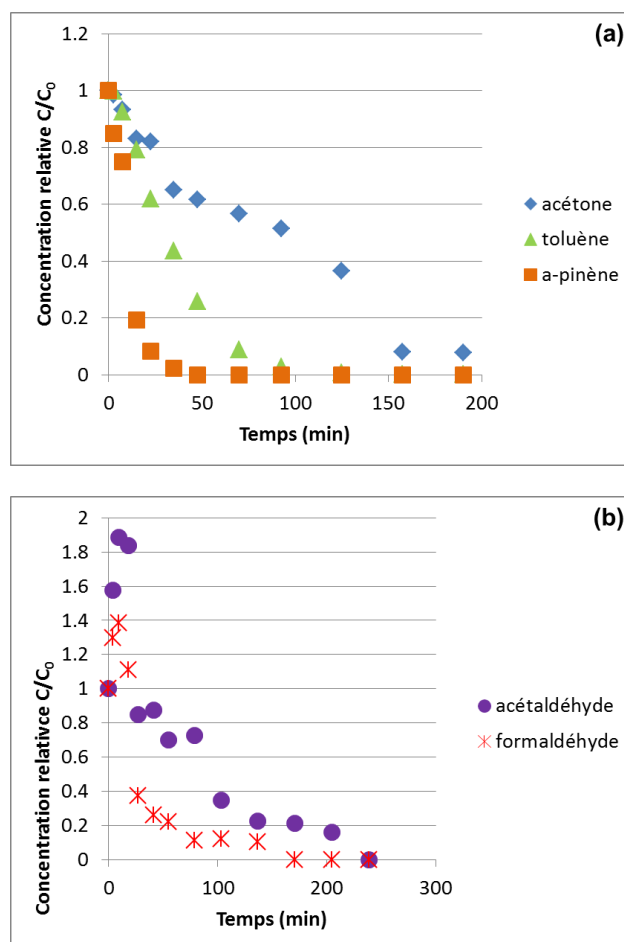 (a)
1.2
1
0.8
0.6
0.4
0.2
0
Concentration relative C/C₀
0 50 100 150 200
Temps (min)
acétone
toluène
a-pinène
(b)
2
1.8
1.6
1.4
1.2
1
0.8
0.6
0.4
0.2
0
Concentration relativce C/C₀
0 100 200 300
Temps (min)
acétaldéhyde
formaldéhyde